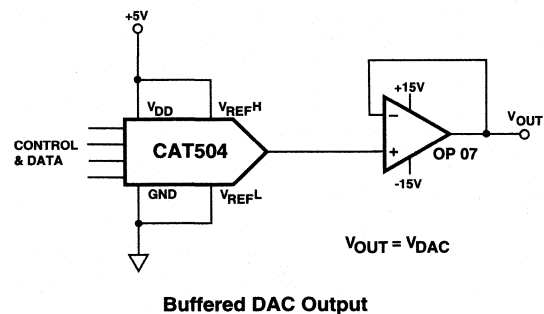 +5V
VDD
VREFH
CONTROL
& DATA
CAT504
GND
VREFL
+15V
−
+
-15V
OP 07
VOUT
VOUT = VDAC
Buffered DAC Output